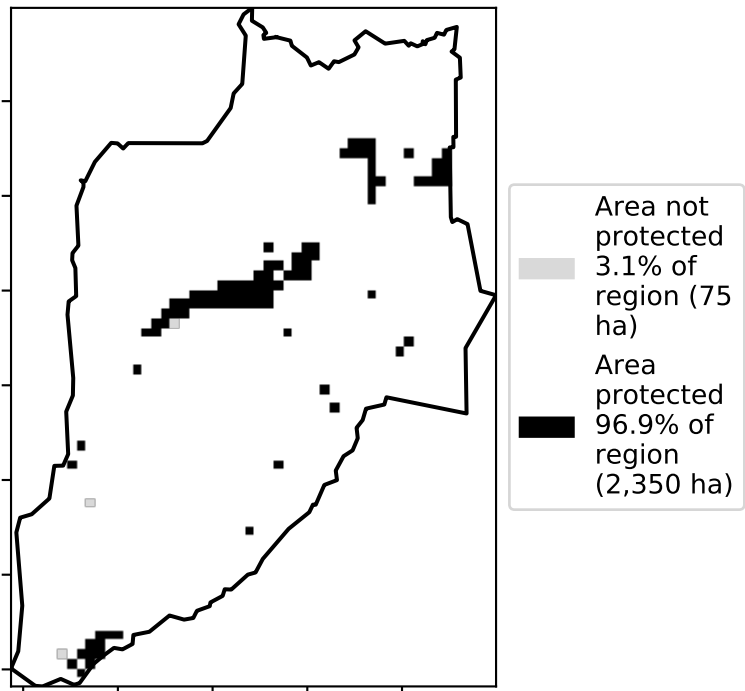 Area not
protected
3.1% of
region (75
ha)
Area
protected
96.9% of
region
(2,350 ha)